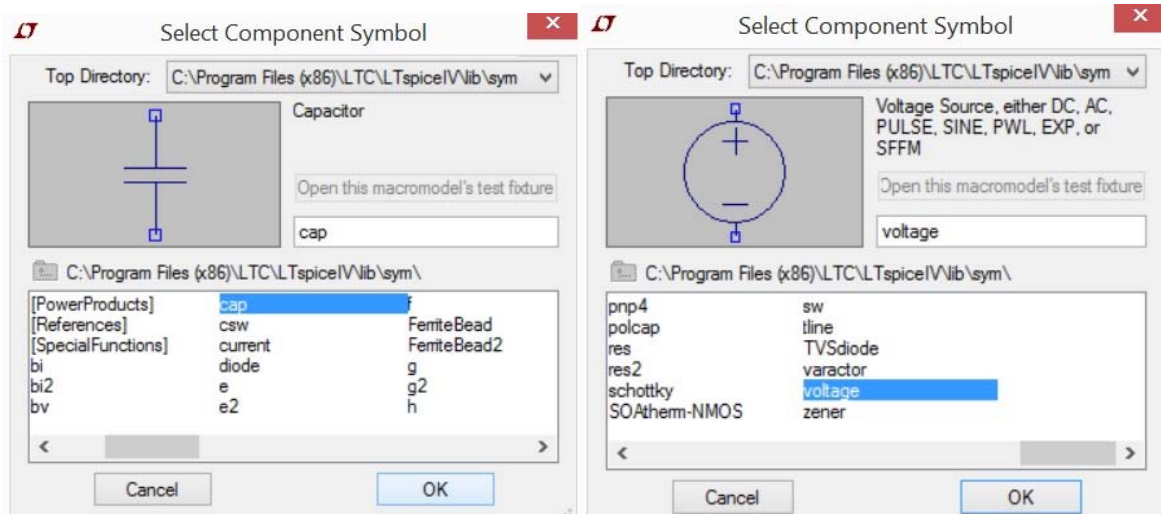 Select Component Symbol
Top Directory: C:\Program Files (x86)\LTC\LTspiceIV\lib\sym
Capacitor
Open this macromodel's test fixture
cap
C:\Program Files (x86)\LTC\LTspiceIV\lib\sym\
[PowerProducts] cap f
[References] csw FerriteBead
[SpecialFunctions] current FerriteBead2
bi diode g
bi2 e g2
bv e2 h
Cancel OK
Select Component Symbol
Top Directory: C:\Program Files (x86)\LTC\LTspiceIV\lib\sym
Voltage Source, either DC, AC,
PULSE, SINE, PWL, EXP, or
SFFM
Open this macromodel's test fixture
voltage
C:\Program Files (x86)\LTC\LTspiceIV\lib\sym\
pnp4 sw
polcap tline
res TVSdiode
res2 varactor
schottky voltage
SOAtherm-NMOS zener
Cancel OK